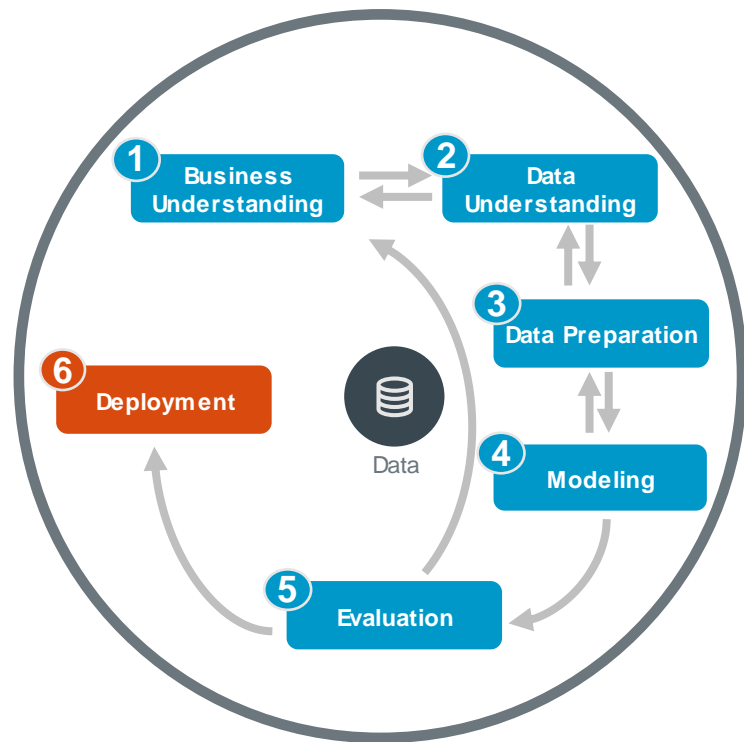 1
Business
Understanding
2
Data
Understanding
3
Data Preparation
6
Deployment
Data
4
Modeling
5
Evaluation